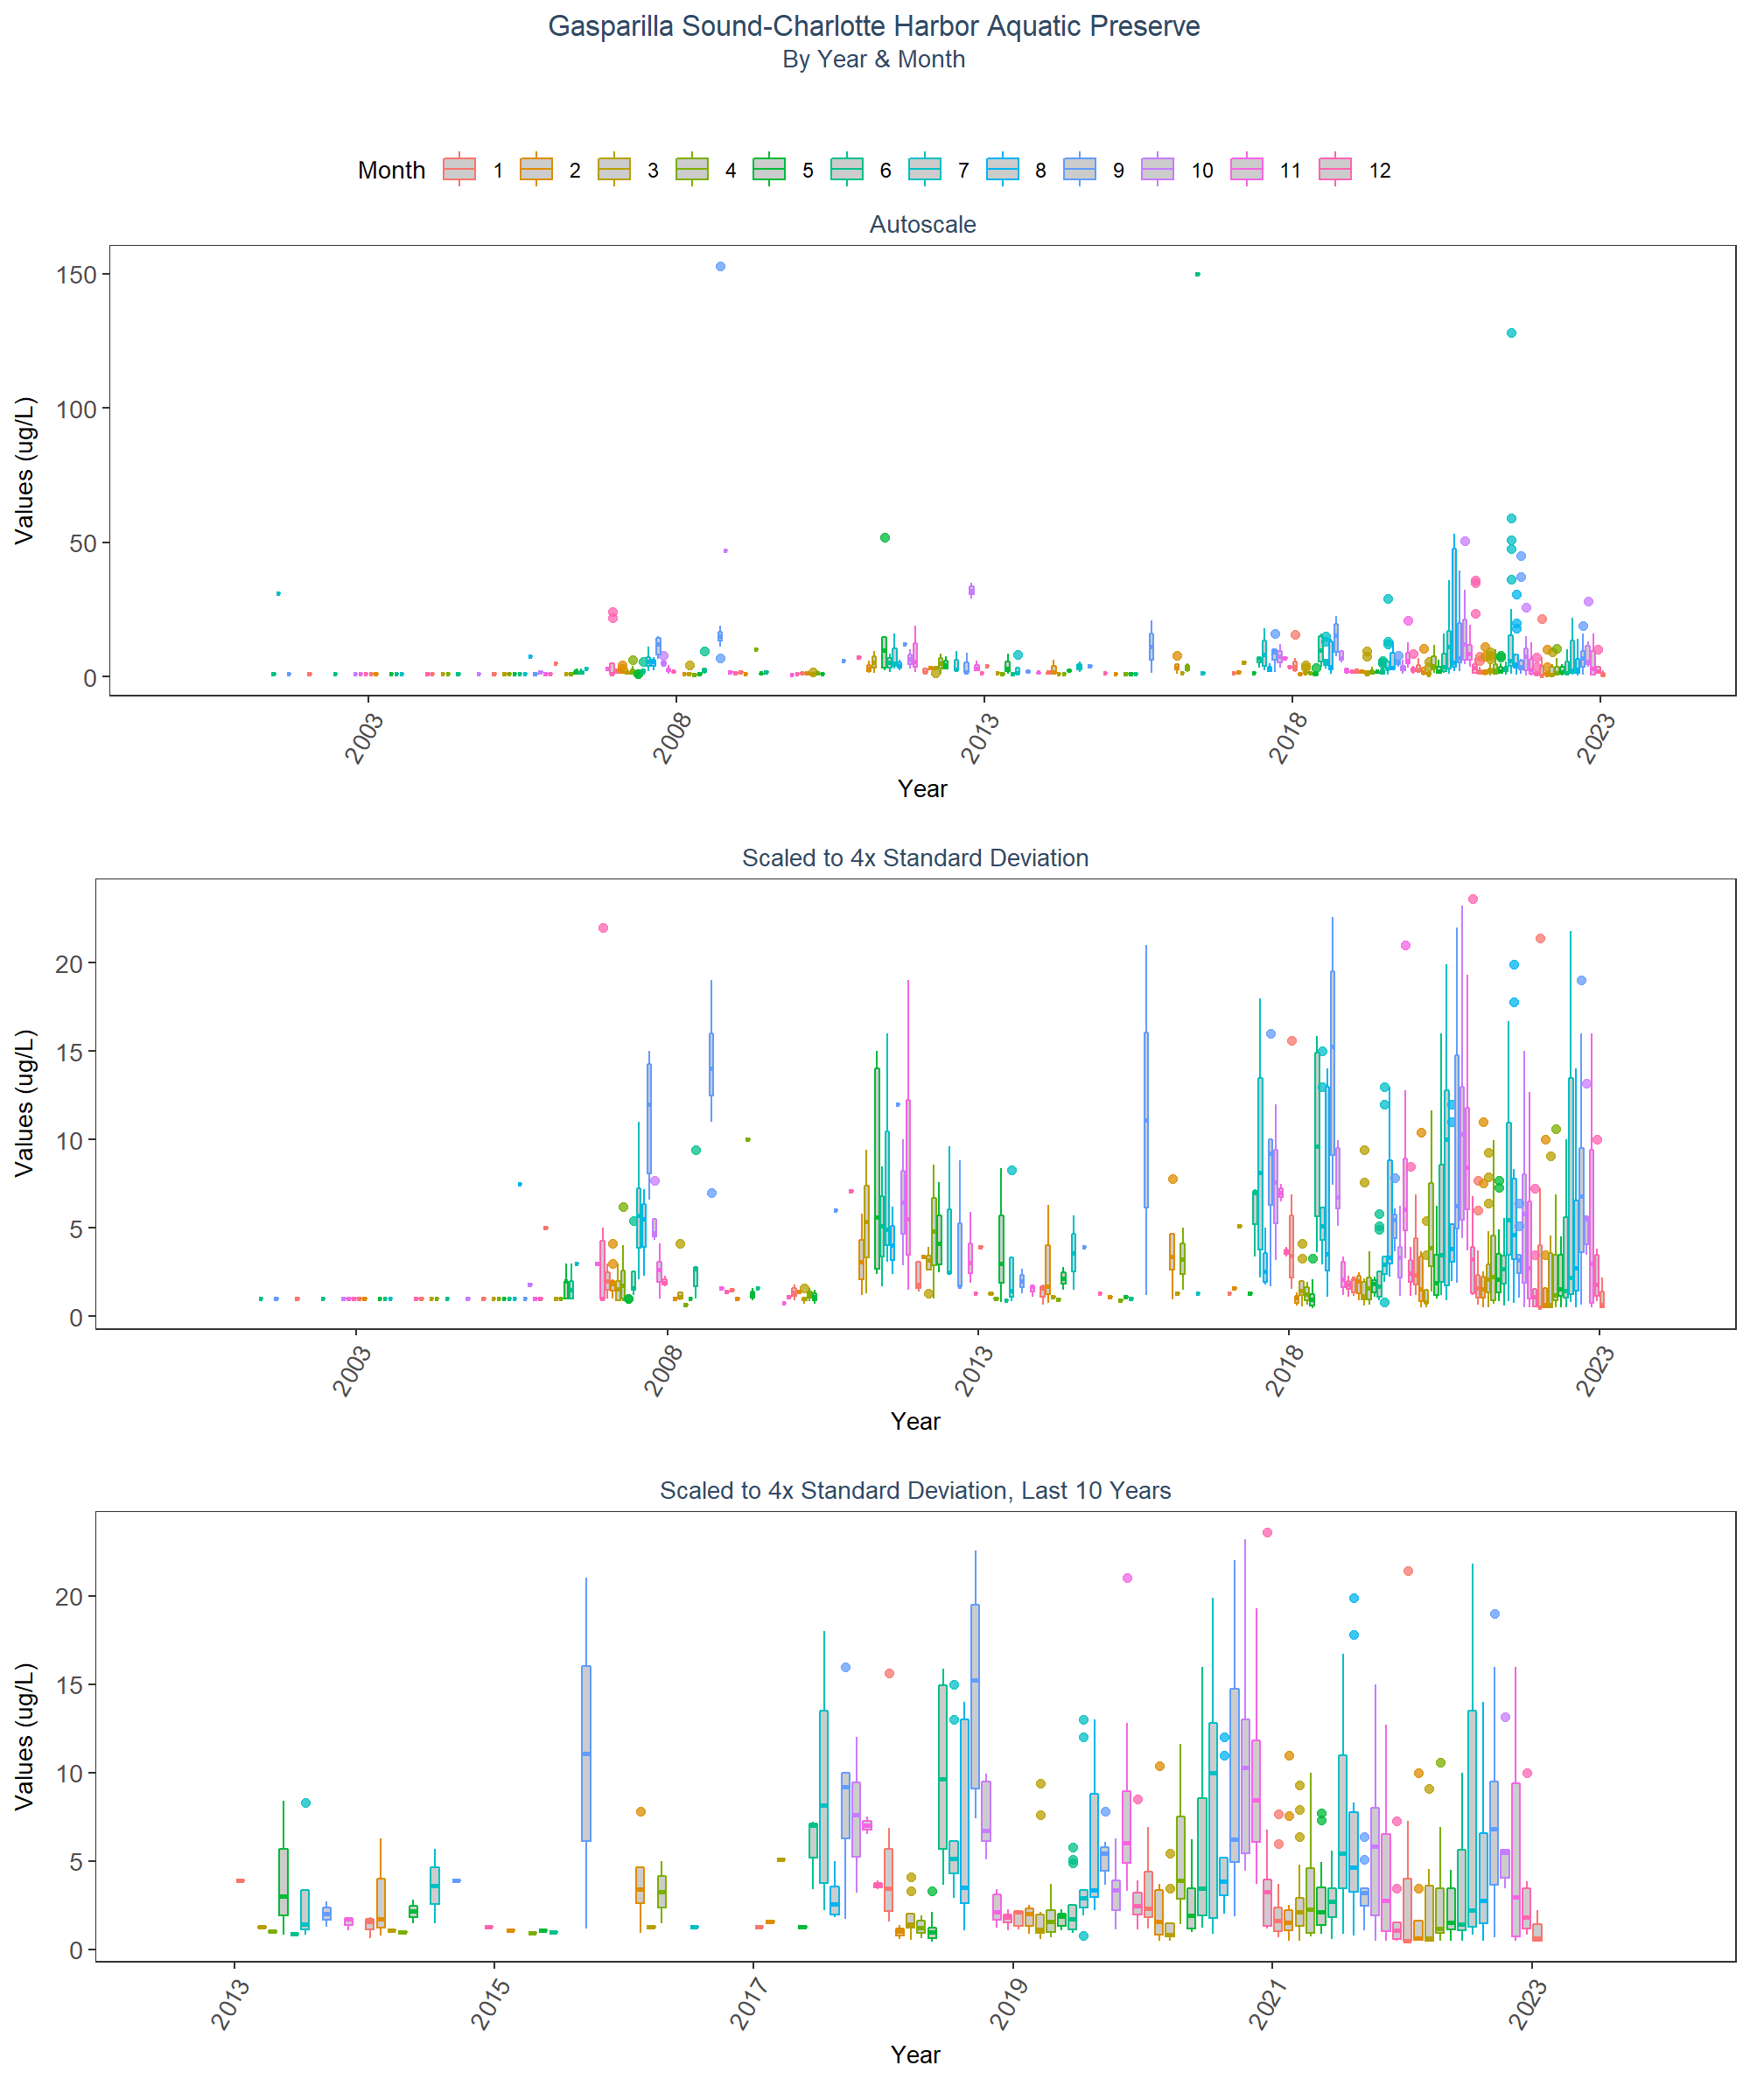 Gasparilla Sound-Charlotte Harbor Aquatic Preserve
By Year & Month
Month 1 2 3 4 5 6 7 8 9 10 11 12
Autoscale
Values (ug/L)
150
100
50
0
2003 2008 2013 2018 2023
Year
Scaled to 4x Standard Deviation
Values (ug/L)
20
15
10
5
0
2003 2008 2013 2018 2023
Year
Scaled to 4x Standard Deviation, Last 10 Years
Values (ug/L)
20
15
10
5
0
2013 2015 2017 2019 2021 2023
Year